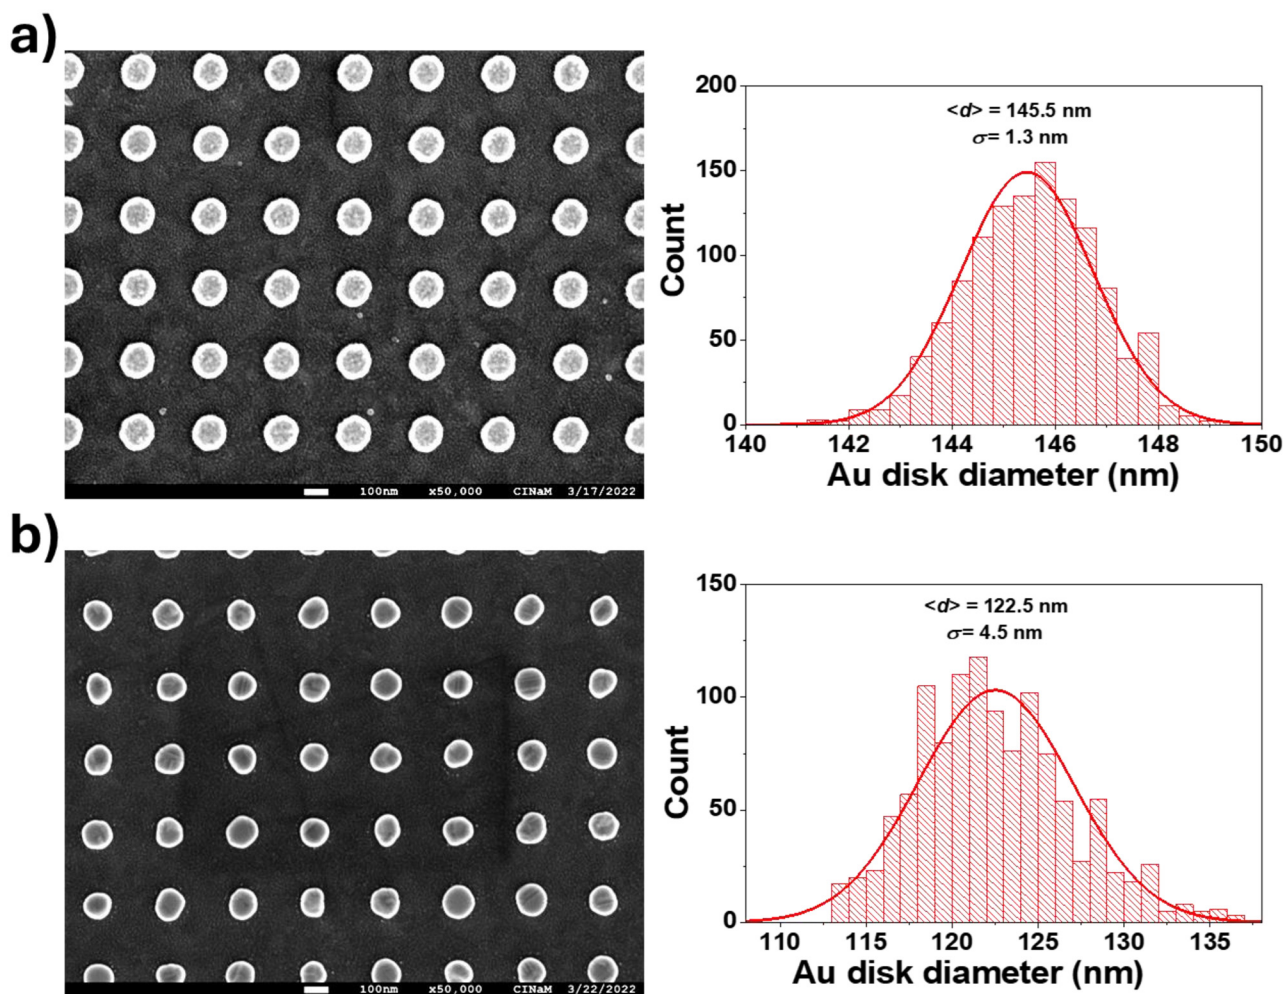 a)
100nm x50,000 CINaM 3/17/2022
<d> = 145.5 nm
σ= 1.3 nm
200
150
100
50
0
Count
140 142 144 146 148 150
Au disk diameter (nm)
b)
100nm x50,000 CINaM 3/22/2022
<d> = 122.5 nm
σ= 4.5 nm
150
100
50
0
Count
110 115 120 125 130 135
Au disk diameter (nm)